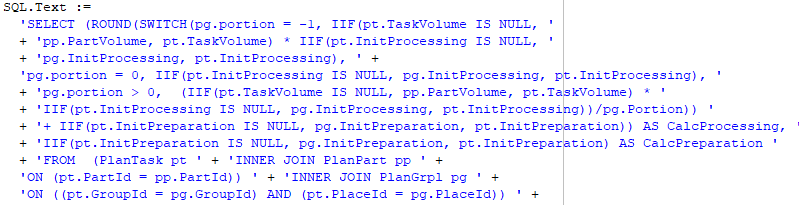 SQL.Text :=
'SELECT (ROUND(SWITCH(pg.portion = -1, IIF(pt.TaskVolume IS NULL, '
+ 'pp.PartVolume, pt.TaskVolume) * IIF(pt.InitProcessing IS NULL, '
+ 'pg.InitProcessing, pt.InitProcessing), ' +
'pg.portion = 0, IIF(pt.InitProcessing IS NULL, pg.InitProcessing, pt.InitProcessing), '
+ 'pg.portion > 0,  (IIF(pt.TaskVolume IS NULL, pp.PartVolume, pt.TaskVolume) * '
+ 'IIF(pt.InitProcessing IS NULL, pg.InitProcessing, pt.InitProcessing))/pg.Portion)) '
+ '+ IIF(pt.InitPreparation IS NULL, pg.InitPreparation, pt.InitPreparation)) AS CalcProcessing, '
+ 'IIF(pt.InitPreparation IS NULL, pg.InitPreparation, pt.InitPreparation) AS CalcPreparation '
+ 'FROM  (PlanTask pt ' + 'INNER JOIN PlanPart pp ' +
'ON (pt.PartId = pp.PartId)) ' + 'INNER JOIN PlanGrpl pg ' +
'ON ((pt.GroupId = pg.GroupId) AND (pt.PlaceId = pg.PlaceId)) ' +